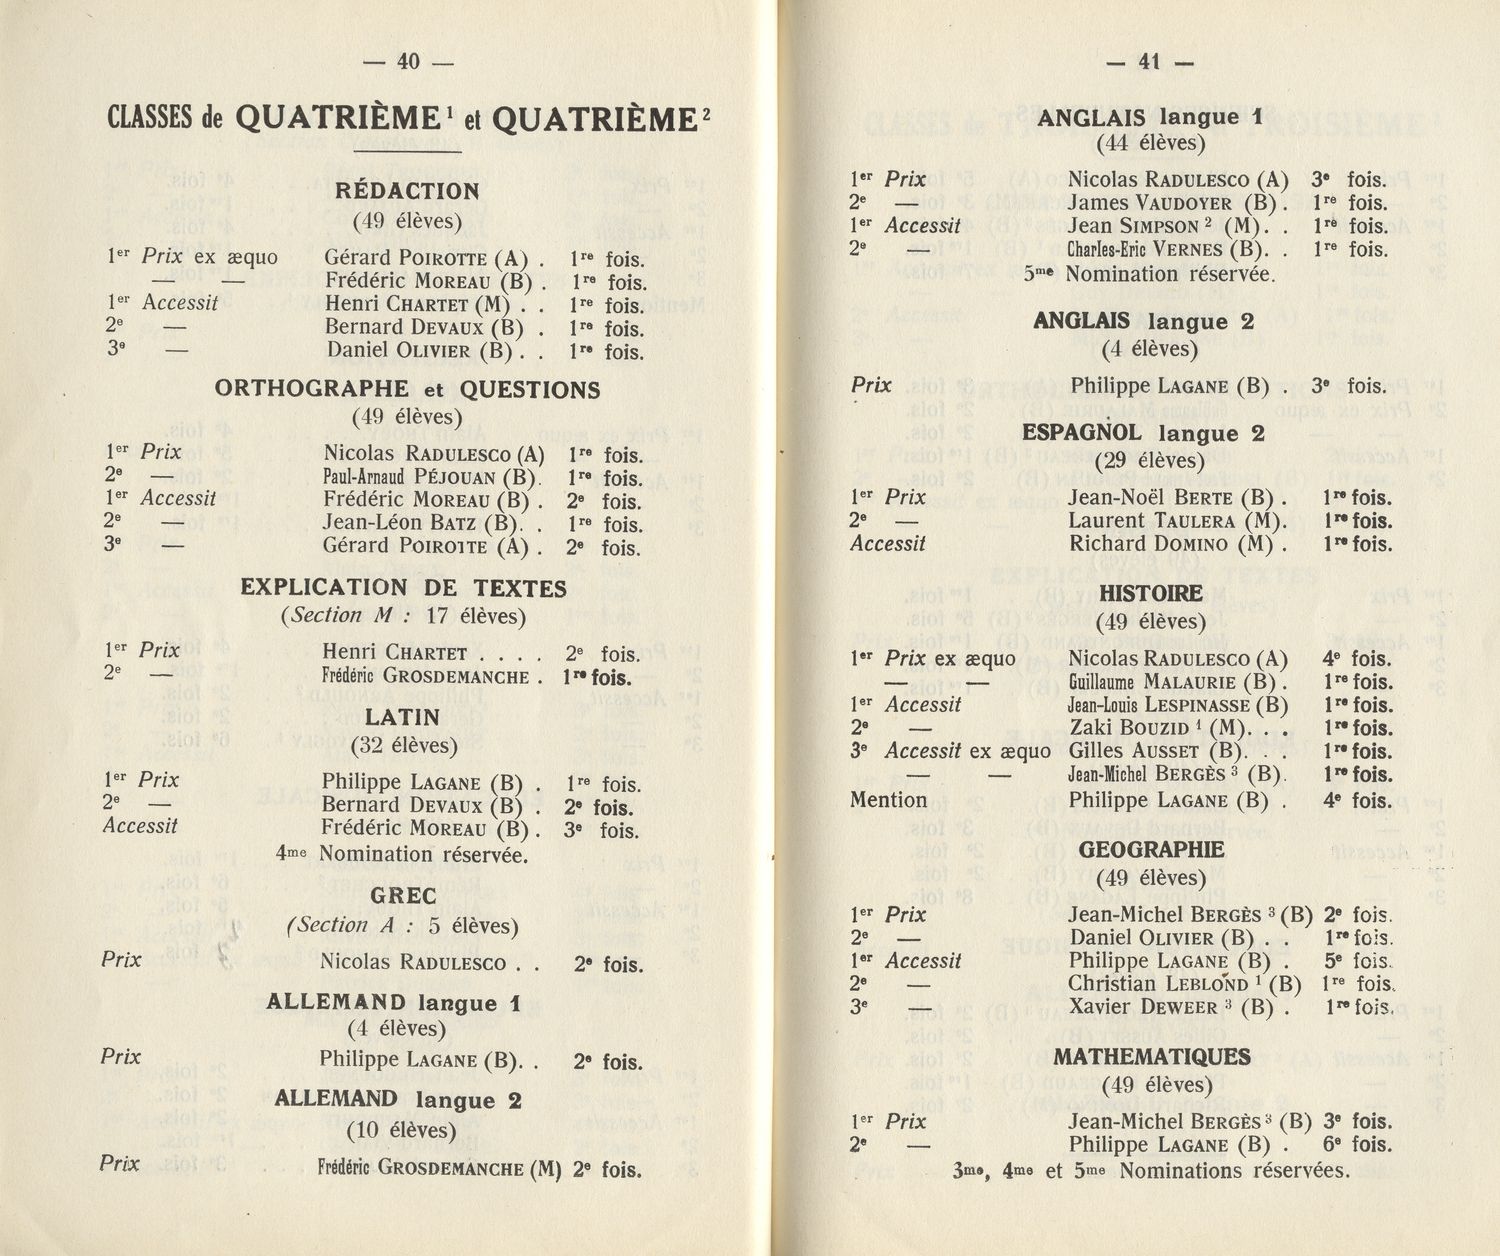 — 40 —
CLASSES de QUATRIÈME¹ et QUATRIÈME²
RÉDACTION
(49 élèves)
1er Prix ex æquo Gérard POIROTTE (A) . 1re fois.
— — Frédéric MOREAU (B) . 1re fois.
1er Accessit Henri CHARTET (M) . . 1re fois.
2e — Bernard DEVAUX (B) . 1re fois.
3e — Daniel OLIVIER (B) . . 1re fois.
ORTHOGRAPHE et QUESTIONS
(49 élèves)
1er Prix Nicolas RADULESCO (A) 1re fois.
2e — Paul-Arnaud PÉJOUAN (B). 1re fois.
1er Accessit Frédéric MOREAU (B) . 2e fois.
2e — Jean-Léon BATZ (B). . 1re fois.
3e — Gérard POIROTTE (A) . 2e fois.
EXPLICATION DE TEXTES
(Section M : 17 élèves)
1er Prix Henri CHARTET . . . . 2e fois.
2e — Frédéric GROSDEMANCHE . 1re fois.
LATIN
(32 élèves)
1er Prix Philippe LAGANE (B) . 1re fois.
2e — Bernard DEVAUX (B) . 2e fois.
Accessit Frédéric MOREAU (B) . 3e fois.
4me Nomination réservée.
GREC
(Section A : 5 élèves)
Prix Nicolas RADULESCO . . 2e fois.
ALLEMAND langue 1
(4 élèves)
Prix Philippe LAGANE (B). . 2e fois.
ALLEMAND langue 2
(10 élèves)
Prix Frédéric GROSDEMANCHE (M) 2e fois.
— 41 —
ANGLAIS langue 1
(44 élèves)
1er Prix Nicolas RADULESCO (A) 3e fois.
2e — James VAUDOYER (B) . 1re fois.
1er Accessit Jean SIMPSON ² (M). . 1re fois.
2e — Charles-Eric VERNES (B). . 1re fois.
5me Nomination réservée.
ANGLAIS langue 2
(4 élèves)
Prix Philippe LAGANE (B) . 3e fois.
ESPAGNOL langue 2
(29 élèves)
1er Prix Jean-Noël BERTE (B) . 1re fois.
2e — Laurent TAULERA (M). 1re fois.
Accessit Richard DOMINO (M) . 1re fois.
HISTOIRE
(49 élèves)
1er Prix ex æquo Nicolas RADULESCO (A) 4e fois.
— — Guillaume MALAURIE (B) . 1re fois.
1er Accessit Jean-Louis LESPINASSE (B) 1re fois.
2e — Zaki BOUZID ¹ (M). . . 1re fois.
3e Accessit ex æquo Gilles AUSSET (B). . . 1re fois.
— — Jean-Michel BERGÈS ³ (B). 1re fois.
Mention Philippe LAGANE (B) . 4e fois.
GEOGRAPHIE
(49 élèves)
1er Prix Jean-Michel BERGÈS ³ (B) 2e fois.
2e — Daniel OLIVIER (B) . . 1re fois.
1er Accessit Philippe LAGANE (B) . 5e fois.
2e — Christian LEBLOND ¹ (B) 1re fois.
3e — Xavier DEWEER ³ (B) . 1re fois.
MATHEMATIQUES
(49 élèves)
1er Prix Jean-Michel BERGÈS ³ (B) 3e fois.
2e — Philippe LAGANE (B) . 6e fois.
3me, 4me et 5me Nominations réservées.